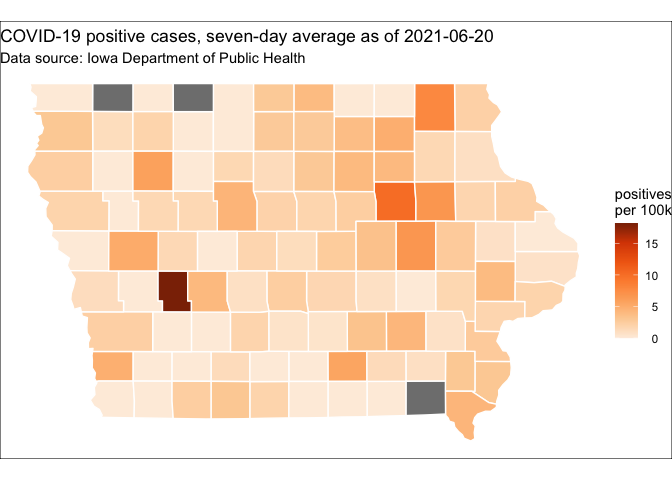 COVID-19 positive cases, seven-day average as of 2021-06-20
Data source: Iowa Department of Public Health
positives
per 100k
15
10
5
0